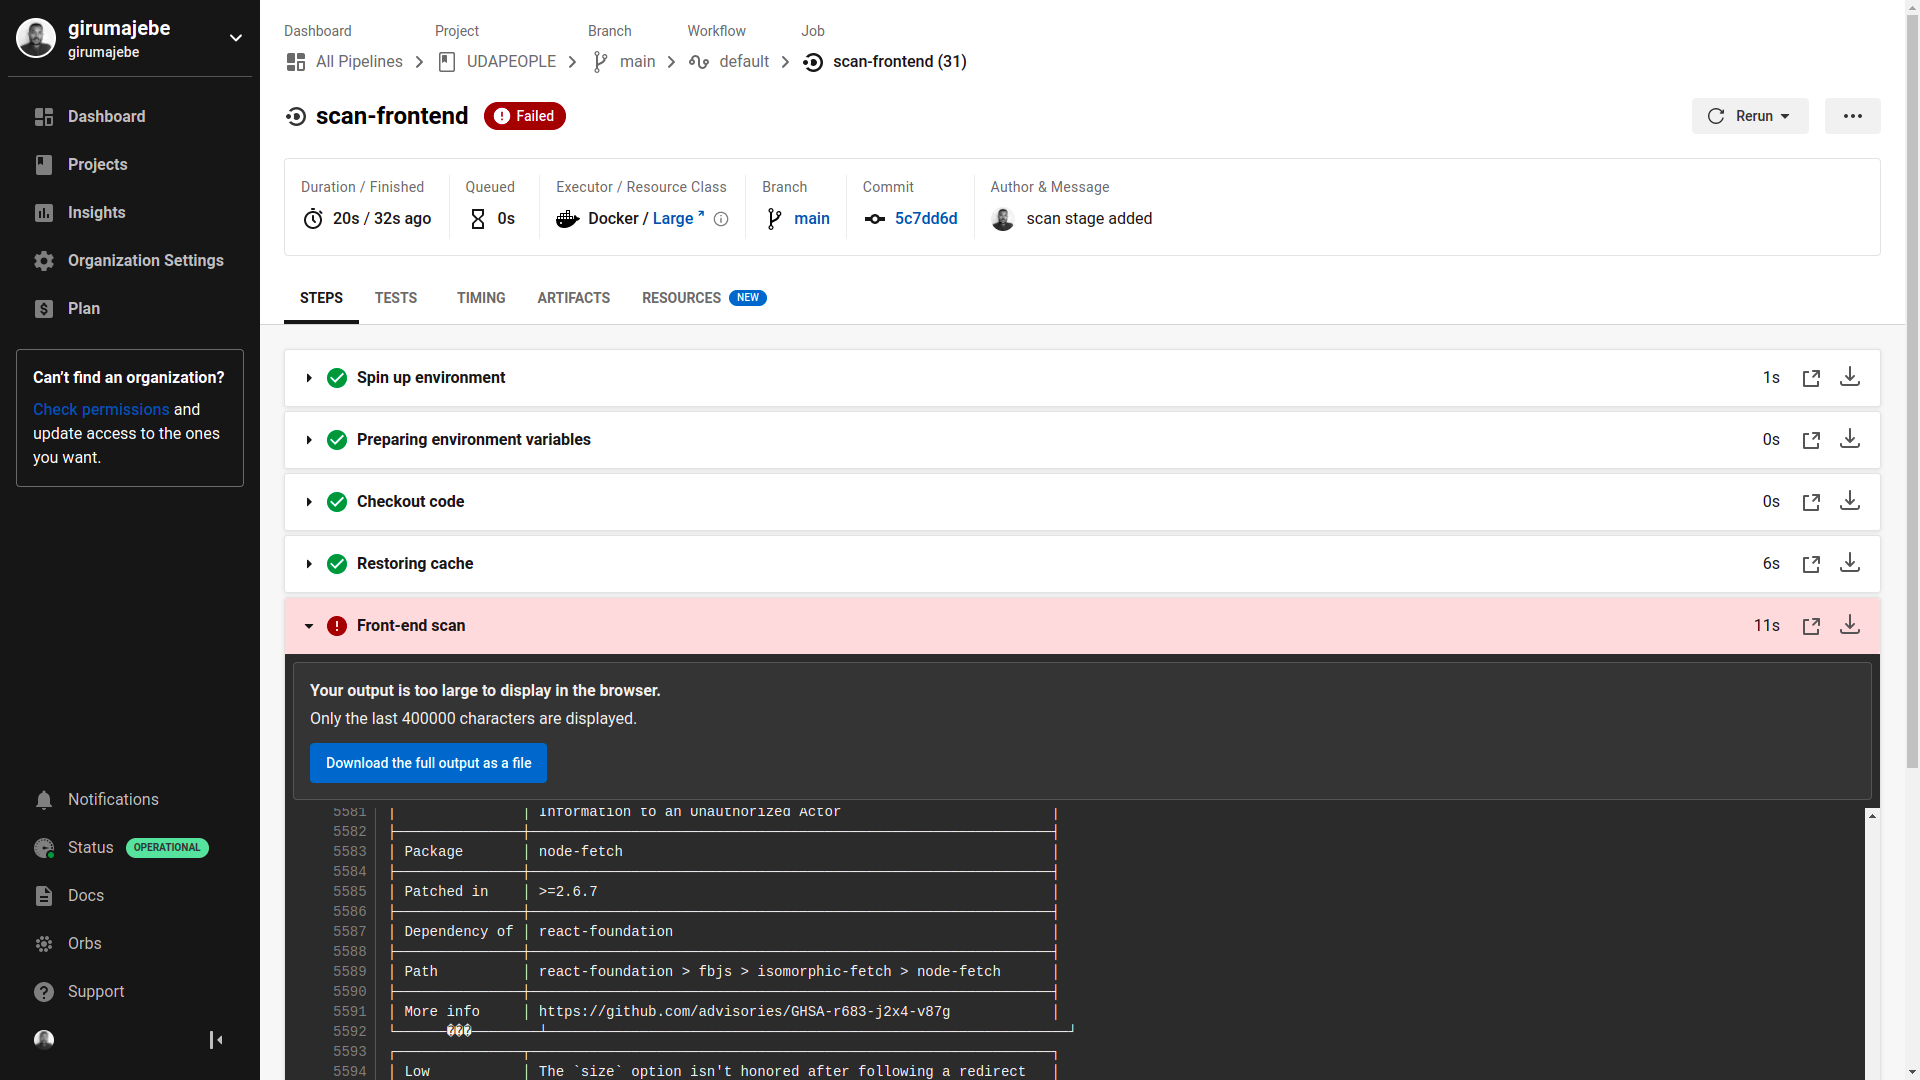 girumajebe
girumajebe
Dashboard
Projects
Insights
Organization Settings
Plan
Can't find an organization?
Check permissions and
update access to the ones
you want.
Notifications
Status OPERATIONAL
Docs
Orbs
Support
Dashboard Project Branch Workflow Job
All Pipelines UDAPEOPLE main default scan-frontend (31)
scan-frontend Failed Rerun
Duration / Finished Queued Executor / Resource Class Branch Commit Author & Message
20s / 32s ago 0s Docker / Large main 5c7dd6d scan stage added
STEPS TESTS TIMING ARTIFACTS RESOURCES NEW
Spin up environment 1s
Preparing environment variables 0s
Checkout code 0s
Restoring cache 6s
Front-end scan 11s
Your output is too large to display in the browser.
Only the last 400000 characters are displayed.
Download the full output as a file
5581 Information to an Unauthorized Actor
5582
5583 Package node-fetch
5584
5585 Patched in >=2.6.7
5586
5587 Dependency of react-foundation
5588
5589 Path react-foundation > fbjs > isomorphic-fetch > node-fetch
5590
5591 More info https://github.com/advisories/GHSA-r683-j2x4-v87g
5592 ���
5593
5594 Low The `size` option isn't honored after following a redirect